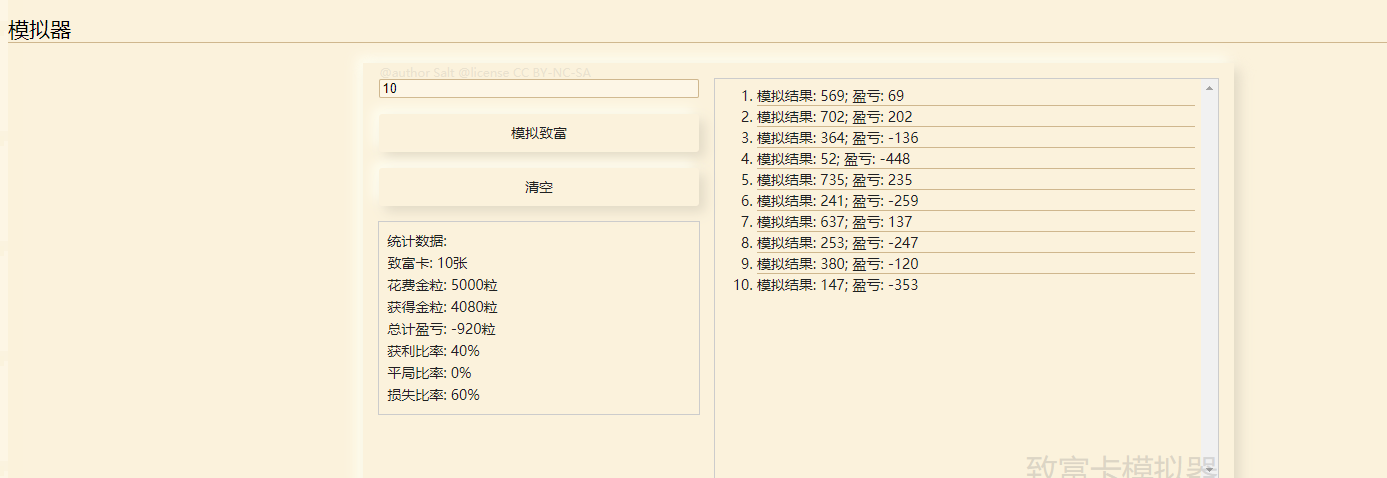 模拟器
@author Salt @license CC BY-NC-SA
10
模拟致富
清空
统计数据:
致富卡: 10张
花费金粒: 5000粒
获得金粒: 4080粒
总计盈亏: -920粒
获利比率: 40%
平局比率: 0%
损失比率: 60%
1. 模拟结果: 569; 盈亏: 69
2. 模拟结果: 702; 盈亏: 202
3. 模拟结果: 364; 盈亏: -136
4. 模拟结果: 52; 盈亏: -448
5. 模拟结果: 735; 盈亏: 235
6. 模拟结果: 241; 盈亏: -259
7. 模拟结果: 637; 盈亏: 137
8. 模拟结果: 253; 盈亏: -247
9. 模拟结果: 380; 盈亏: -120
10. 模拟结果: 147; 盈亏: -353
致富卡模拟器